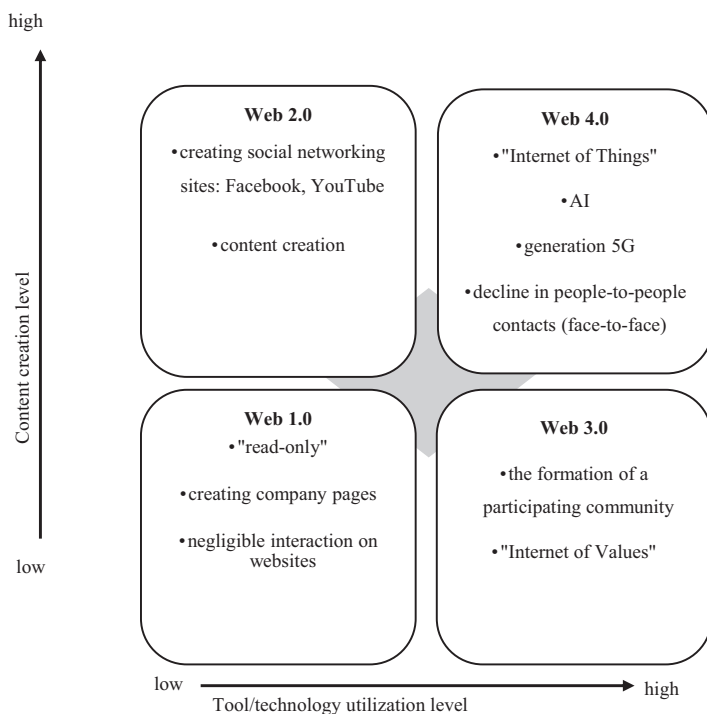 high
Web 2.0
•creating social networking
sites: Facebook, YouTube
•content creation
Web 4.0
•"Internet of Things"
•AI
•generation 5G
•decline in people-to-people
contacts (face-to-face)
Content creation level
Web 1.0
•"read-only"
•creating company pages
•negligible interaction on
websites
Web 3.0
•the formation of a
participating community
•"Internet of Values"
low
low
high
Tool/technology utilization level